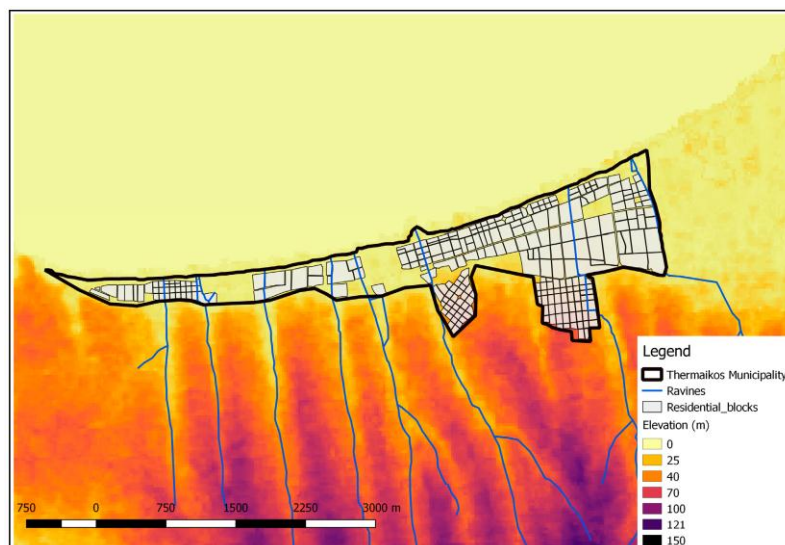 Legend
Thermaikos Municipality
Ravines
Residential_blocks
Elevation (m)
0
25
40
70
100
121
150
750 0 750 1500 2250 3000 m